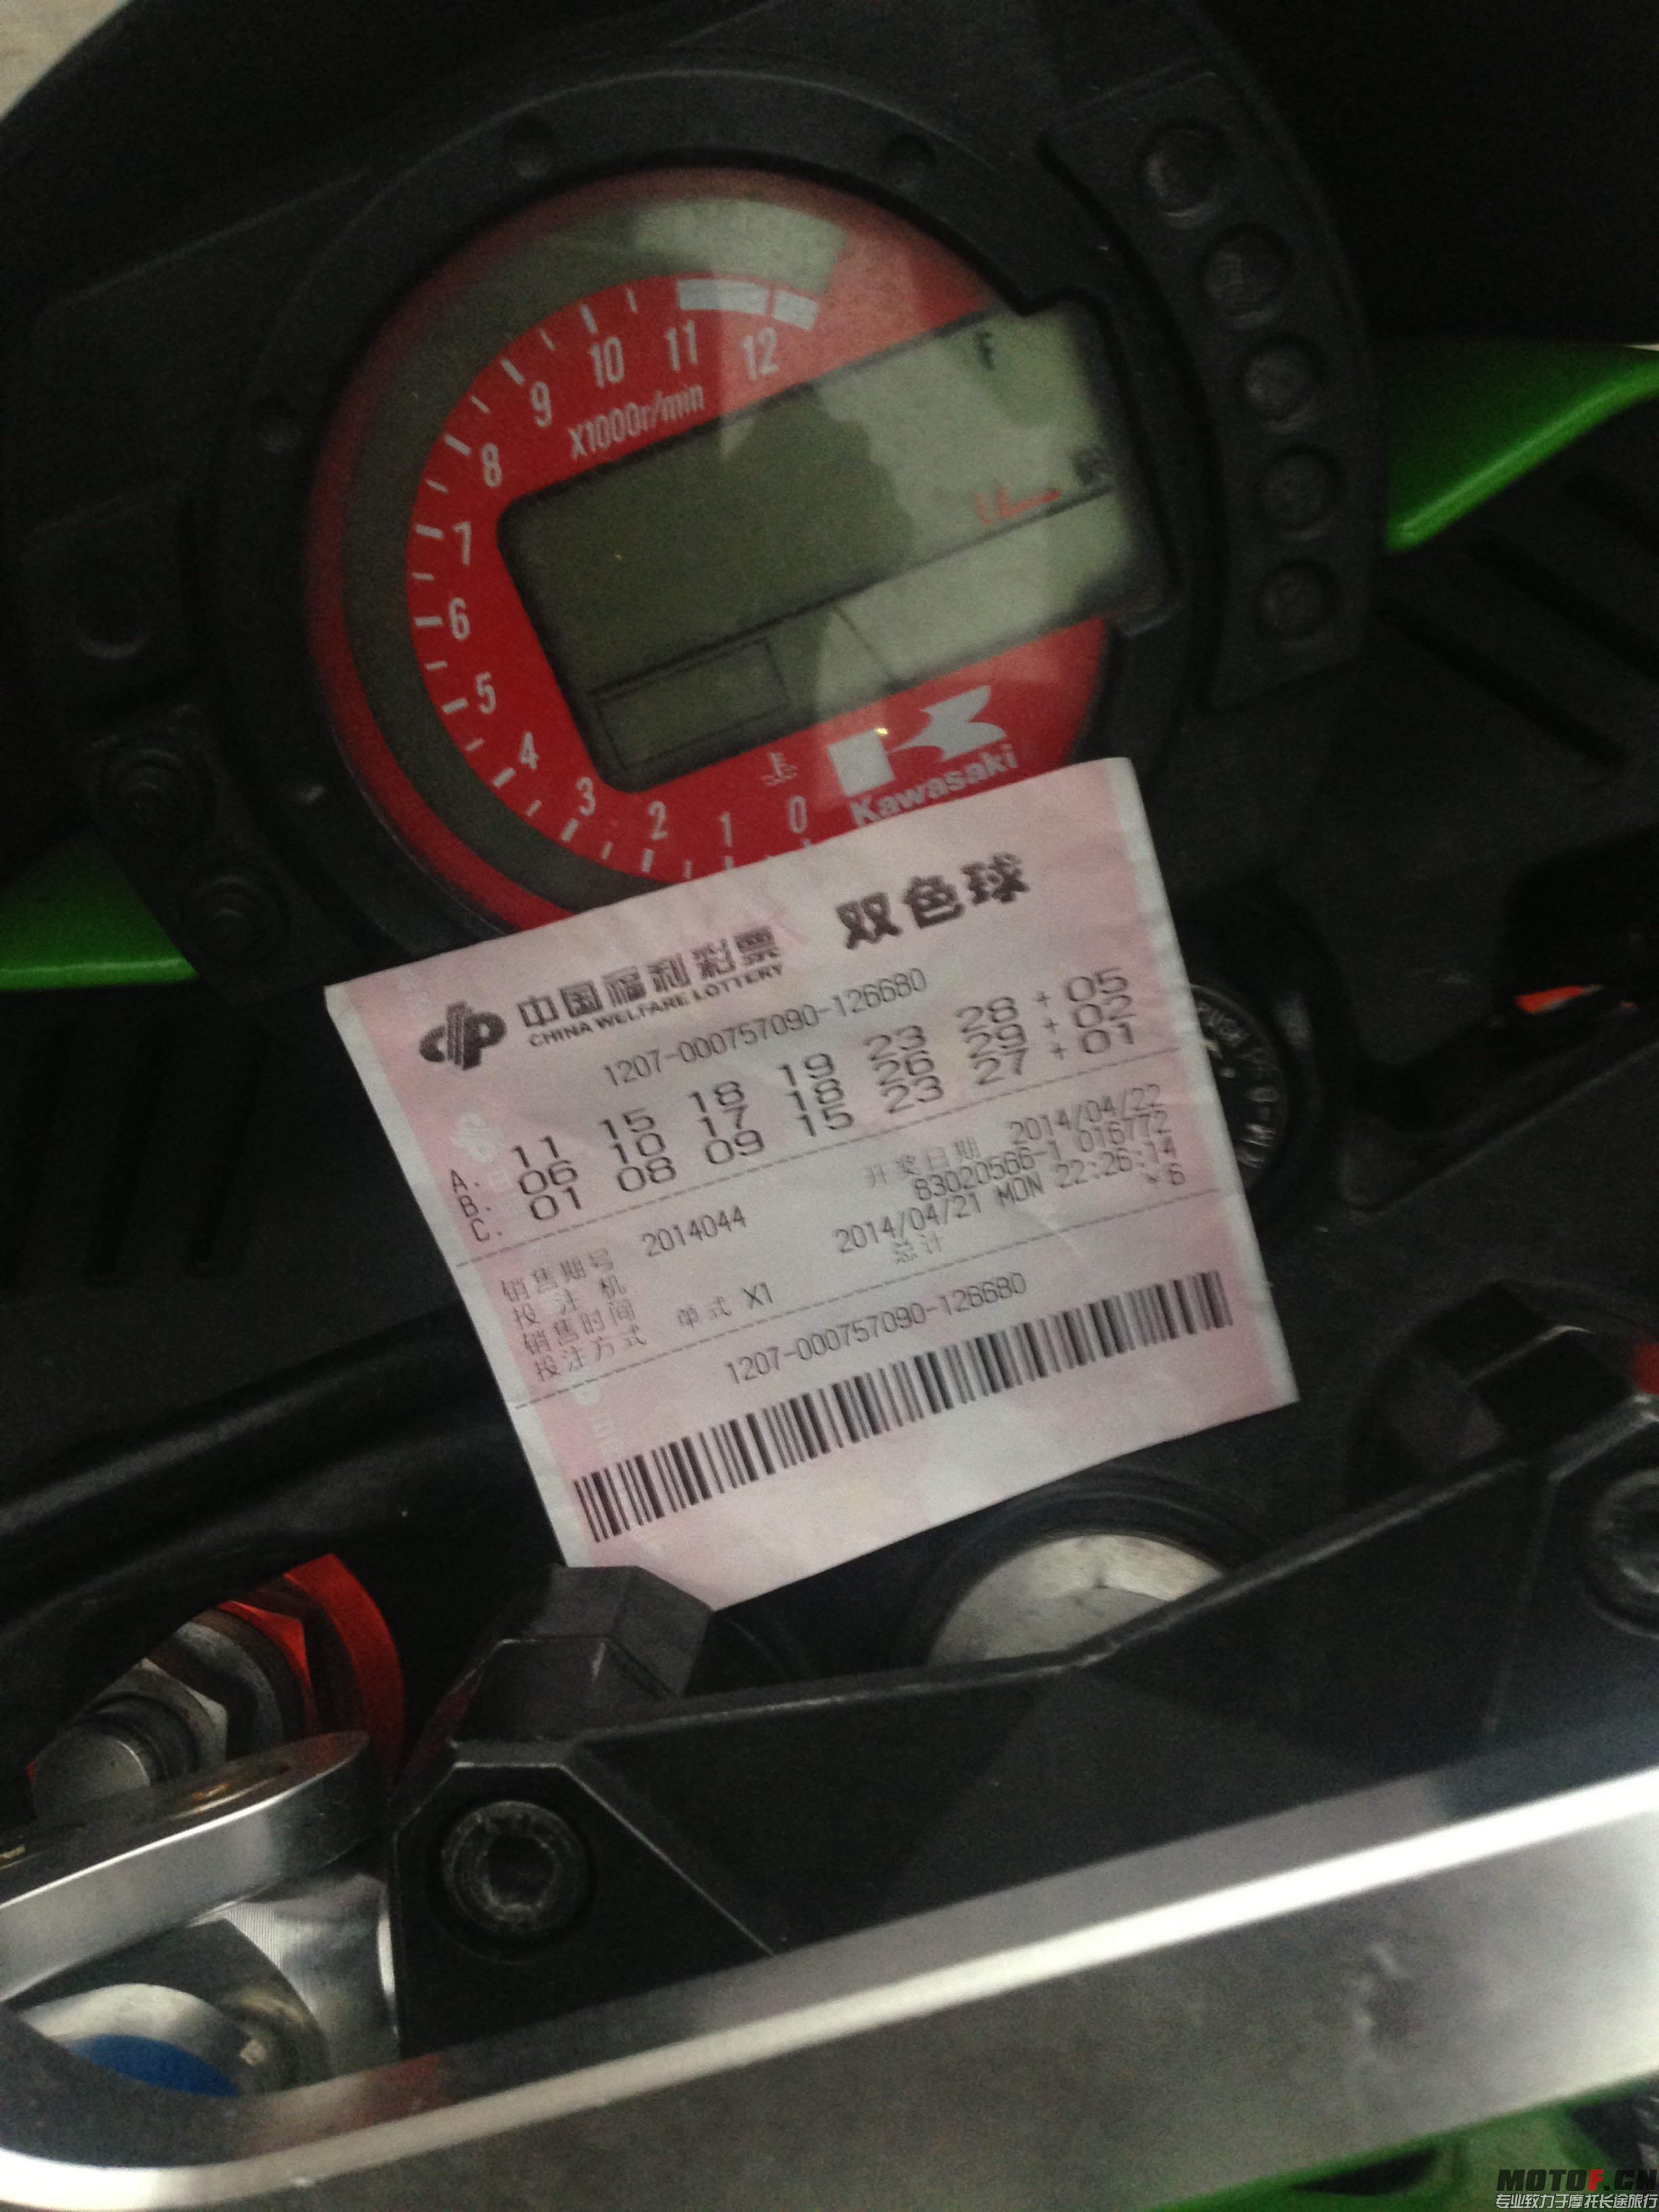 12
11
10
9
8
7
6
5
4
3
2
1
0
X1000r/min
F
Kawasaki
中国福利彩票 双色球
CHINA WELFARE LOTTERY
1207-000757090-126680
A. 11 15 18 19 23 28 + 05
B. 06 10 17 18 26 29 + 02
C. 01 08 09 15 23 27 + 01
销售期号 2014044 开奖日期 2014/04/22
投注机 83020566-1 016772
销售时间 2014/04/21 MON 22:26:14
投注方式 单式 X1 总计 *6
1207-000757090-126680
PUSH
MOTOF.CN
专业致力于摩托长途旅行